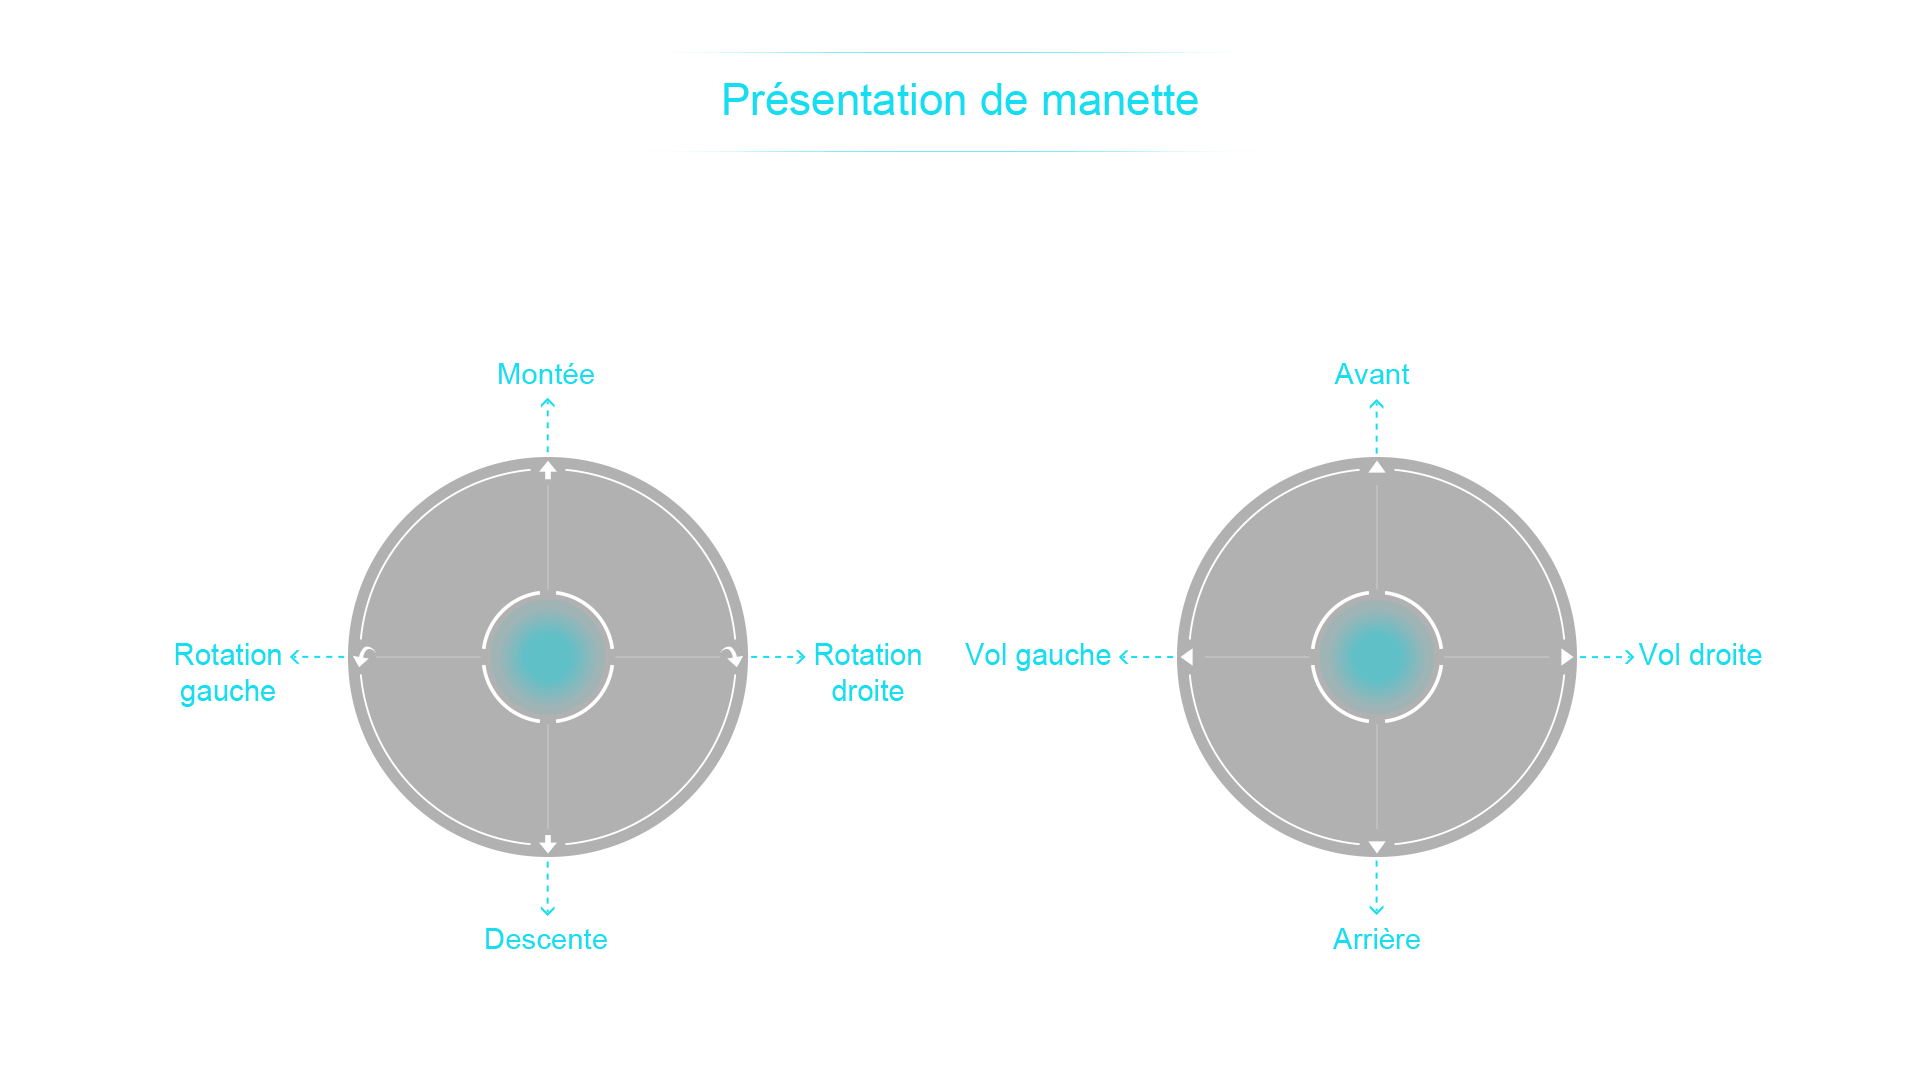 Présentation de manette
Montée
Rotation
gauche
Rotation
droite
Descente
Avant
Vol gauche
Vol droite
Arrière